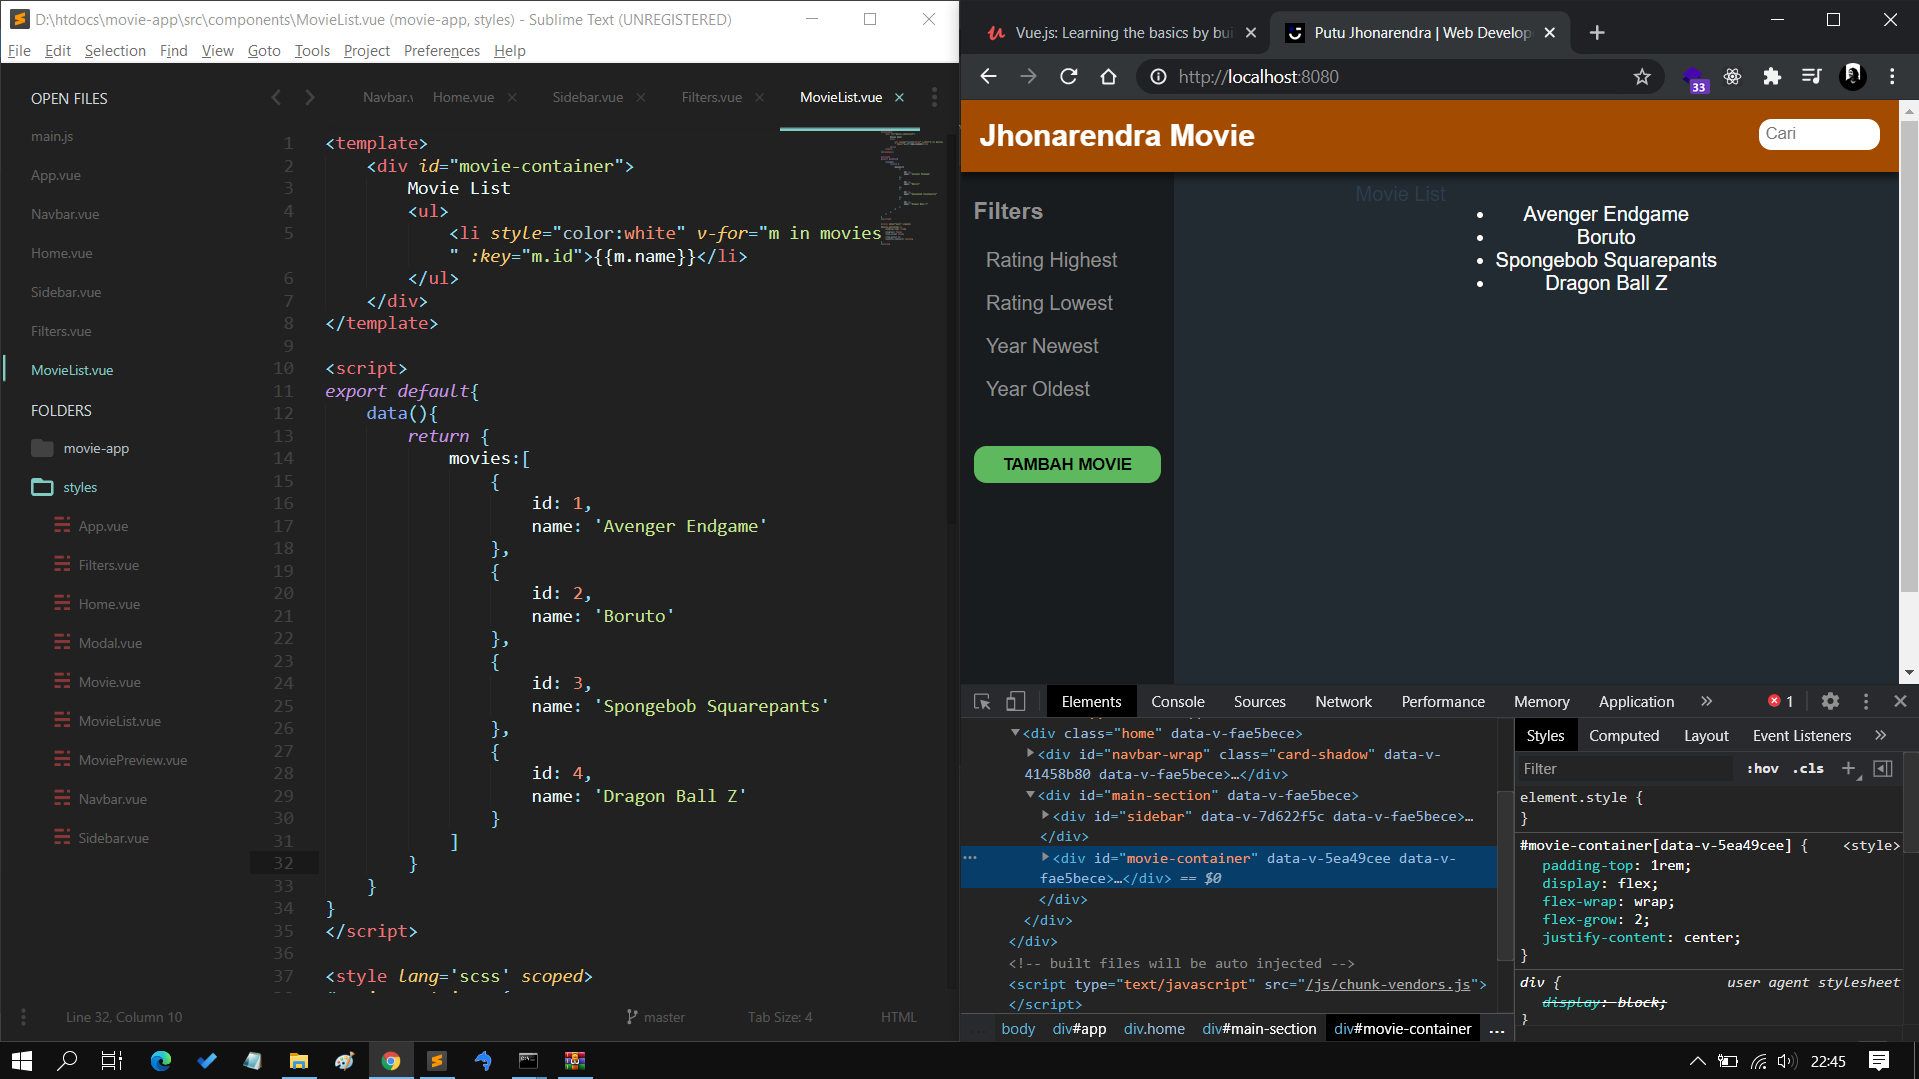 D:\htdocs\movie-app\src\components\MovieList.vue (movie-app, styles) - Sublime Text (UNREGISTERED)
File Edit Selection Find View Goto Tools Project Preferences Help
OPEN FILES
main.js
App.vue
Navbar.vue
Home.vue
Sidebar.vue
Filters.vue
MovieList.vue
FOLDERS
movie-app
styles
App.vue
Filters.vue
Home.vue
Modal.vue
Movie.vue
MovieList.vue
MoviePreview.vue
Navbar.vue
Sidebar.vue
Navbar.v Home.vue Sidebar.vue Filters.vue MovieList.vue
1 <template>
2 <div id="movie-container">
3 Movie List
4 <ul>
5 <li style="color:white" v-for="m in movies
" :key="m.id">{{m.name}}</li>
6 </ul>
7 </div>
8 </template>
9
10 <script>
11 export default{
12 data(){
13 return {
14 movies:[
15 {
16 id: 1,
17 name: 'Avenger Endgame'
18 },
19 {
20 id: 2,
21 name: 'Boruto'
22 },
23 {
24 id: 3,
25 name: 'Spongebob Squarepants'
26 },
27 {
28 id: 4,
29 name: 'Dragon Ball Z'
30 }
31 ]
32 }
33 }
34 }
35 </script>
36
37 <style lang='scss' scoped>
Line 32, Column 10 master Tab Size: 4 HTML
Vue.js: Learning the basics by bui Putu Jhonarendra | Web Develop
http://localhost:8080
33
Jhonarendra Movie
Cari
Filters
Rating Highest
Rating Lowest
Year Newest
Year Oldest
TAMBAH MOVIE
Movie List
• Avenger Endgame
• Boruto
• Spongebob Squarepants
• Dragon Ball Z
Elements Console Sources Network Performance Memory Application » 1
<div class="home" data-v-fae5bece>
<div id="navbar-wrap" class="card-shadow" data-v-
41458b80 data-v-fae5bece>…</div>
<div id="main-section" data-v-fae5bece>
<div id="sidebar" data-v-7d622f5c data-v-fae5bece>…
</div>
<div id="movie-container" data-v-5ea49cee data-v-
fae5bece>…</div> == $0
</div>
</div>
</div>
<!-- built files will be auto injected -->
<script type="text/javascript" src="/js/chunk-vendors.js">
</script>
body div#app div.home div#main-section div#movie-container ...
Styles Computed Layout Event Listeners »
Filter :hov .cls +
element.style {
}
#movie-container[data-v-5ea49cee] { <style>
padding-top: 1rem;
display: flex;
flex-wrap: wrap;
flex-grow: 2;
justify-content: center;
}
div { user agent stylesheet
display: block;
}
22:45